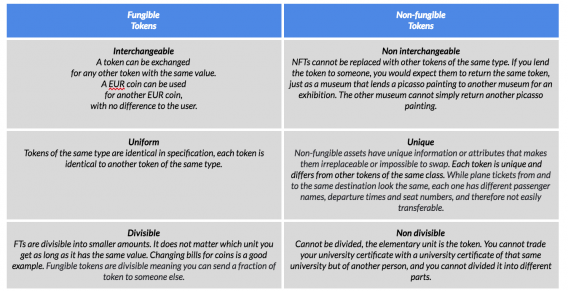 Fungible
Tokens
Non-fungible
Tokens
Interchangeable
A token can be exchanged
for any other token with the same value.
A EUR coin can be used
for another EUR coin,
with no difference to the user.
Non interchangeable
NFTs cannot be replaced with other tokens of the same type. If you lend
the token to someone, you would expect them to return the same token,
just as a museum that lends a picasso painting to another museum for an
exhibition. The other museum cannot simply return another picasso
painting.
Uniform
Tokens of the same type are identical in specification, each token is
identical to another token of the same type.
Unique
Non-fungible assets have unique information or attributes that makes
them irreplaceable or impossible to swap. Each token is unique and
differs from other tokens of the same class. While plane tickets from and
to the same destination look the same, each one has different passenger
names, departure times and seat numbers, and therefore not easily
transferable.
Divisible
FTs are divisible into smaller amounts. It does not matter which unit you
get as long as it has the same value. Changing bills for coins is a good
example. Fungible tokens are divisible meaning you can send a fraction of
token to someone else.
Non divisible
Cannot be divided, the elementary unit is the token. You cannot trade
your university certificate with a university certificate of that same
university but of another person, and you cannot divided it into different
parts.